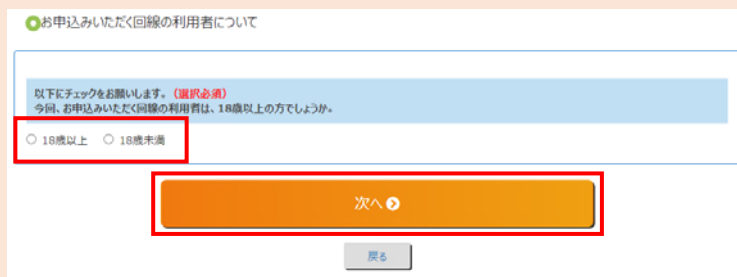 お申込みいただく回線の利用者について
以下にチェックをお願いします。（選択必須）
今回、お申込みいただく回線の利用者は、18歳以上の方でしょうか。
18歳以上 18歳未満
次へ
戻る